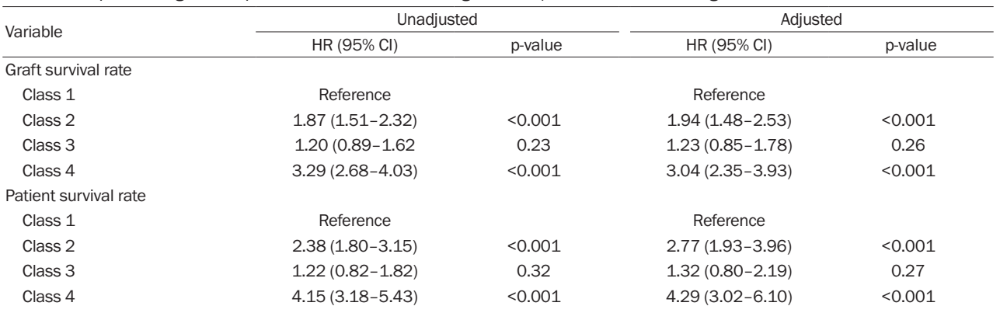 Variable Unadjusted Adjusted
HR (95% CI) p-value HR (95% CI) p-value
Graft survival rate
Class 1 Reference Reference
Class 2 1.87 (1.51–2.32) <0.001 1.94 (1.48–2.53) <0.001
Class 3 1.20 (0.89–1.62 0.23 1.23 (0.85–1.78) 0.26
Class 4 3.29 (2.68–4.03) <0.001 3.04 (2.35–3.93) <0.001
Patient survival rate
Class 1 Reference Reference
Class 2 2.38 (1.80–3.15) <0.001 2.77 (1.93–3.96) <0.001
Class 3 1.22 (0.82–1.82) 0.32 1.32 (0.80–2.19) 0.27
Class 4 4.15 (3.18–5.43) <0.001 4.29 (3.02–6.10) <0.001